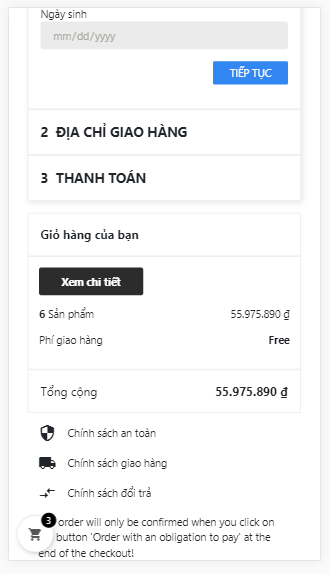 Ngày sinh
mm/dd/yyyy
TIẾP TỤC
2 ĐỊA CHỈ GIAO HÀNG
3 THANH TOÁN
Giỏ hàng của bạn
Xem chi tiết
6 Sản phẩm 55.975.890 ₫
Phí giao hàng Free
Tổng cộng 55.975.890 ₫
Chính sách an toàn
Chính sách giao hàng
Chính sách đổi trả
3
order will only be confirmed when you click on
button 'Order with an obligation to pay' at the
end of the checkout!